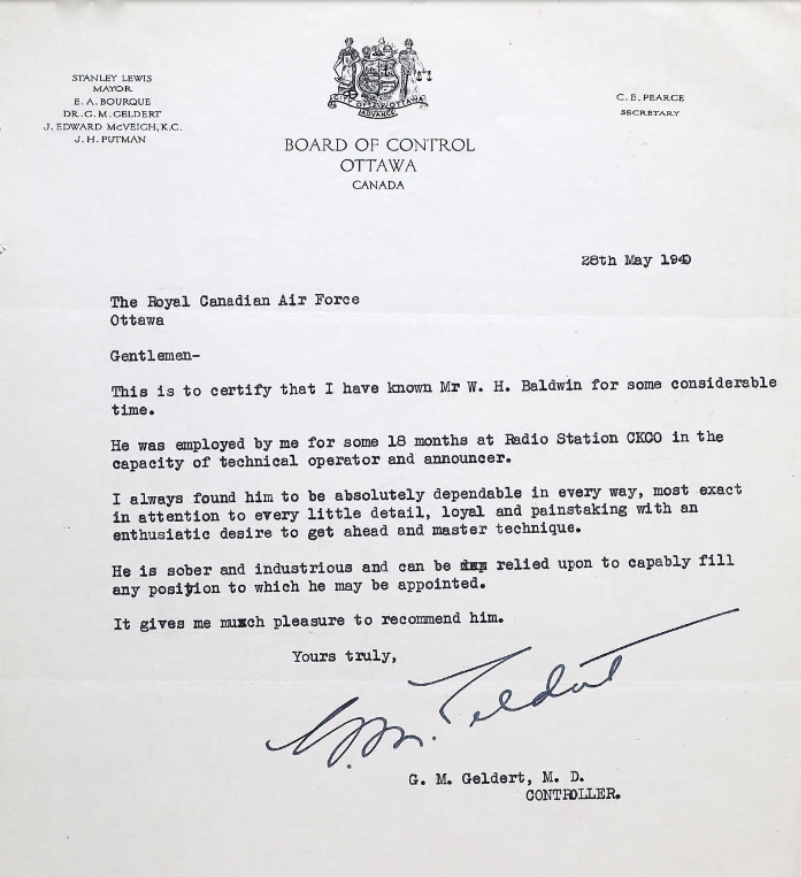 STANLEY LEWIS
MAYOR
E. A. BOURQUE
DR. G. M. GELDERT
J. EDWARD McVEIGH, K.C.
J. H. PUTMAN
CITY OF OTTAWA
ADVANCE
BOARD OF CONTROL
OTTAWA
CANADA
C. E. PEARCE
SECRETARY
28th May 1940
The Royal Canadian Air Force
Ottawa
Gentlemen-
This is to certify that I have known Mr W. H. Baldwin for some considerable
time.
He was employed by me for some 18 months at Radio Station CKCO in the
capacity of technical operator and announcer.
I always found him to be absolutely dependable in every way, most exact
in attention to every little detail, loyal and painstaking with an
enthusiatic desire to get ahead and master technique.
He is sober and industrious and can be relied upon to capably fill
any position to which he may be appointed.
It gives me much pleasure to recommend him.
Yours truly,
G. M. Geldert
G. M. Geldert, M. D.
CONTROLLER.